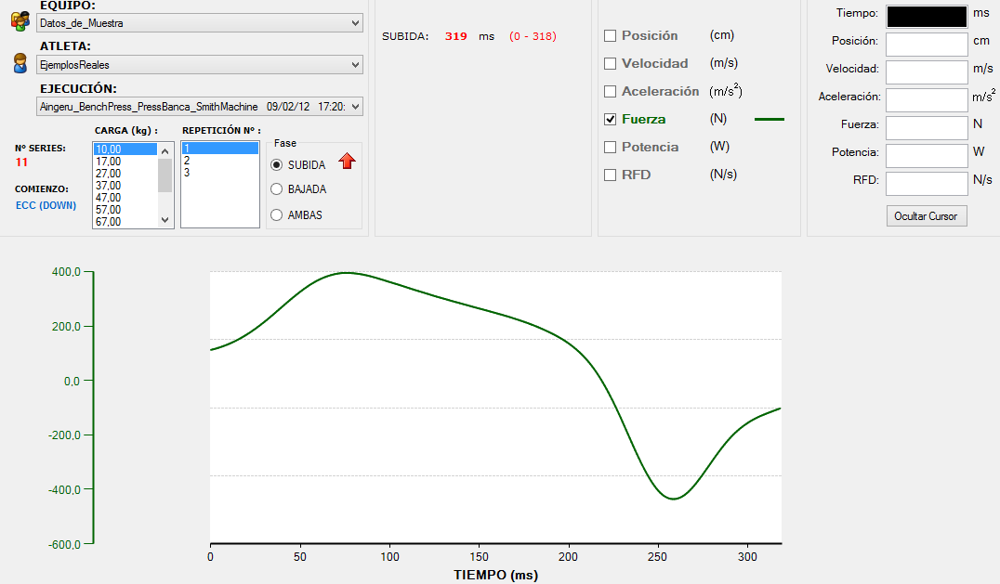 EQUIPO:
Datos_de_Muestra
ATLETA:
EjemplosReales
EJECUCIÓN:
Aingeru_BenchPress_PressBanca_SmithMachine 09/02/12 17:20:
Nº SERIES:
11
COMIENZO:
ECC (DOWN)
CARGA (kg) :
10,00
17,00
27,00
37,00
47,00
57,00
67,00
REPETICIÓN Nº :
1
2
3
Fase
SUBIDA
BAJADA
AMBAS
SUBIDA: 319 ms (0 - 318)
Posición (cm)
Velocidad (m/s)
Aceleración (m/s²)
Fuerza (N)
Potencia (W)
RFD (N/s)
Tiempo: ms
Posición: cm
Velocidad: m/s
Aceleración: m/s²
Fuerza: N
Potencia: W
RFD: N/s
Ocultar Cursor
400,0
200,0
0,0
-200,0
-400,0
-600,0
0 50 100 150 200 250 300
TIEMPO (ms)